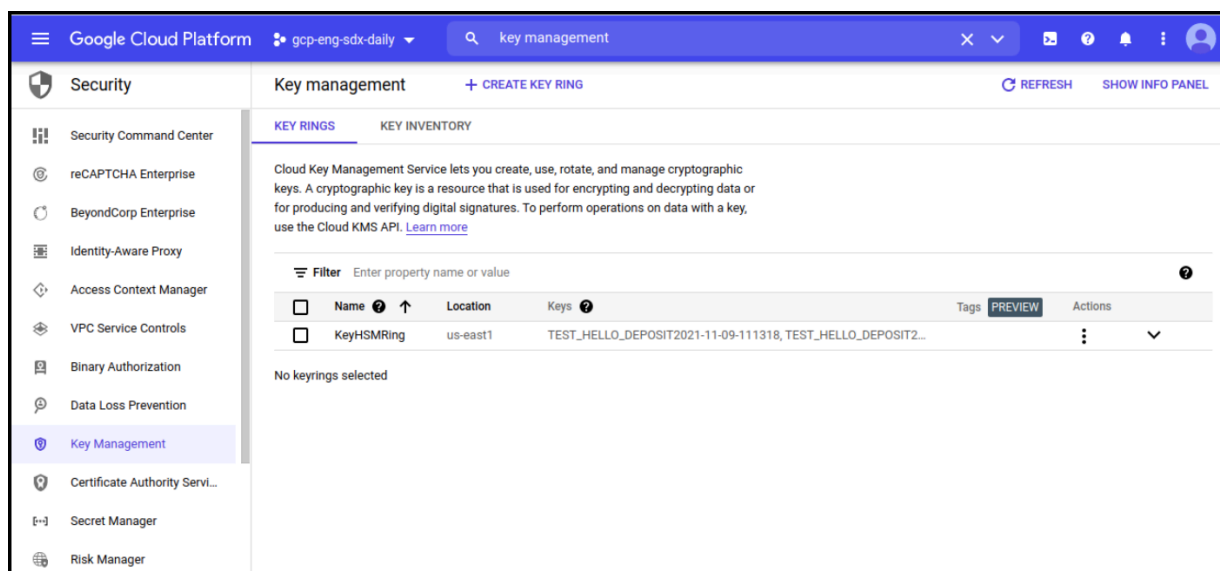 Google Cloud Platform gcp-eng-sdx-daily key management
Security
Key management + CREATE KEY RING REFRESH SHOW INFO PANEL
Security Command Center
reCAPTCHA Enterprise
BeyondCorp Enterprise
Identity-Aware Proxy
Access Context Manager
VPC Service Controls
Binary Authorization
Data Loss Prevention
Key Management
Certificate Authority Servi...
Secret Manager
Risk Manager
KEY RINGS KEY INVENTORY
Cloud Key Management Service lets you create, use, rotate, and manage cryptographic
keys. A cryptographic key is a resource that is used for encrypting and decrypting data or
for producing and verifying digital signatures. To perform operations on data with a key,
use the Cloud KMS API. Learn more
Filter Enter property name or value
Name Location Keys Tags PREVIEW Actions
KeyHSMRing us-east1 TEST_HELLO_DEPOSIT2021-11-09-111318, TEST_HELLO_DEPOSIT2...
No keyrings selected